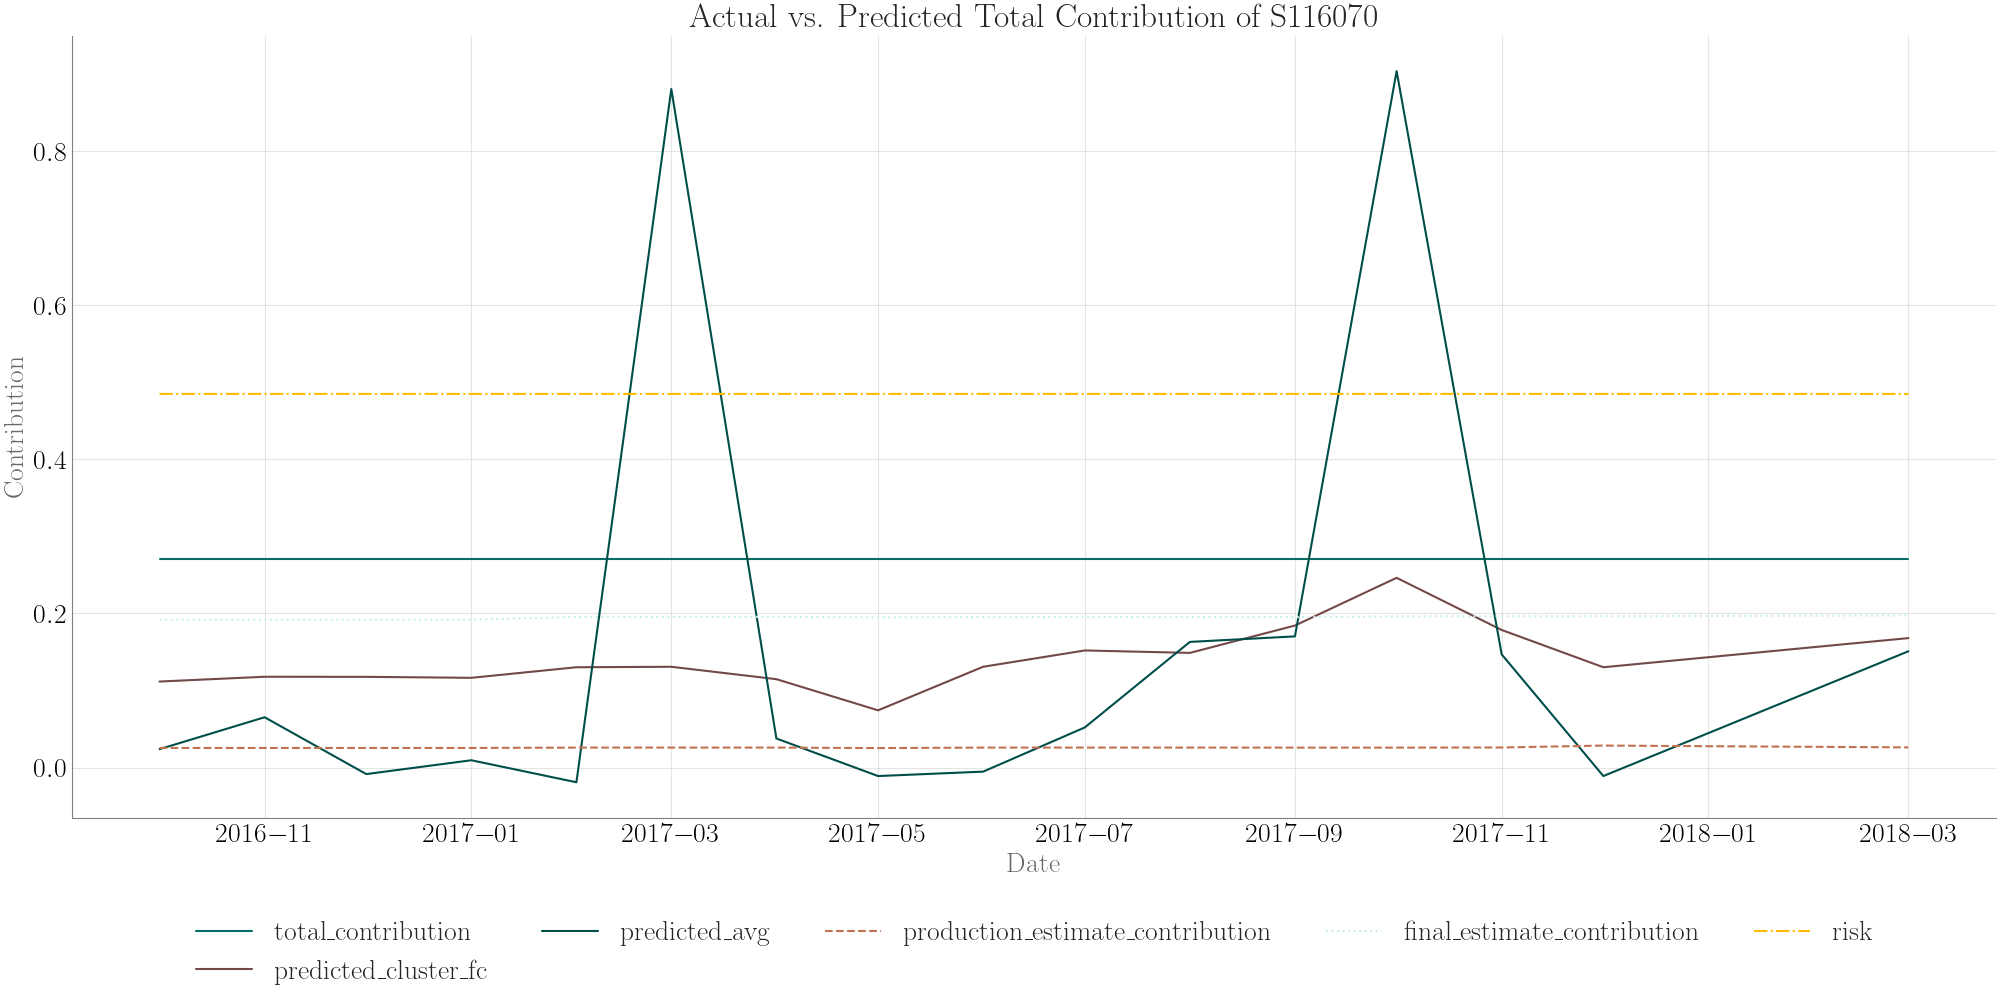 Actual vs. Predicted Total Contribution of S116070
Contribution
0.8
0.6
0.4
0.2
0.0
2016−11 2017−01 2017−03 2017−05 2017−07 2017−09 2017−11 2018−01 2018−03
Date
total_contribution predicted_avg production_estimate_contribution final_estimate_contribution risk
predicted_cluster_fc